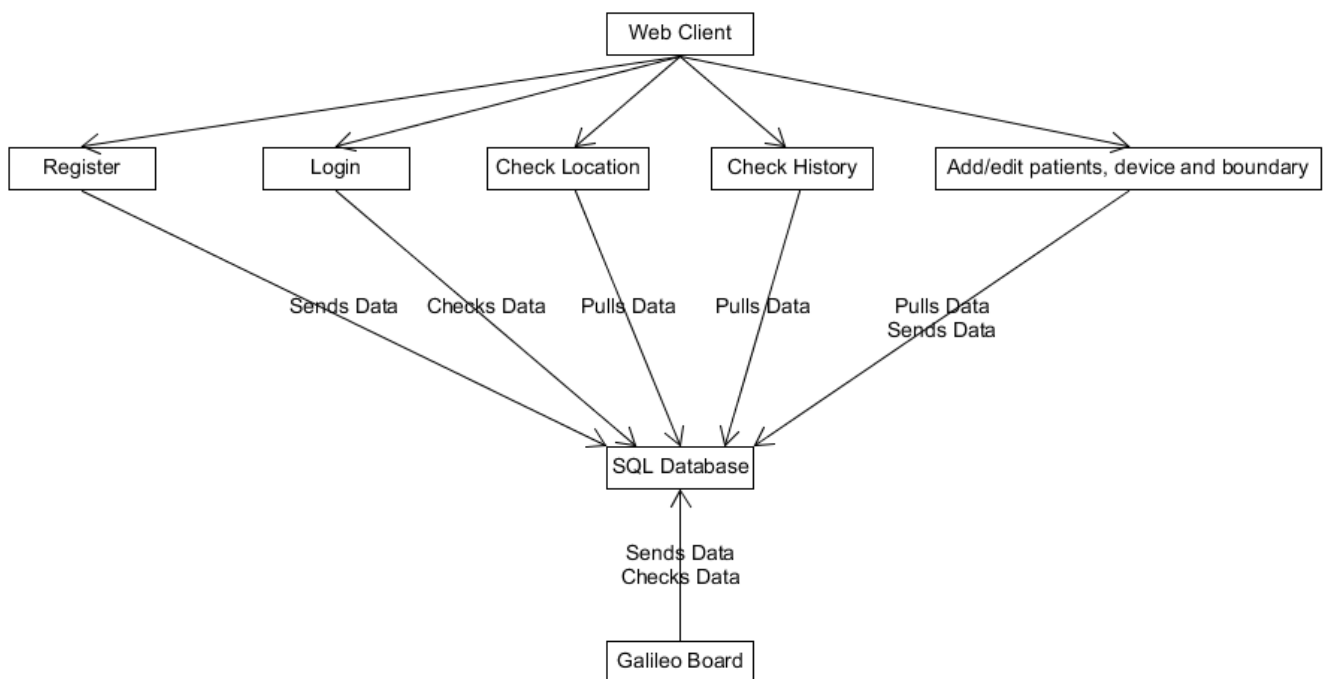 Web Client
Register
Login
Check Location
Check History
Add/edit patients, device and boundary
Sends Data
Checks Data
Pulls Data
Pulls Data
Pulls Data
Sends Data
SQL Database
Sends Data
Checks Data
Galileo Board